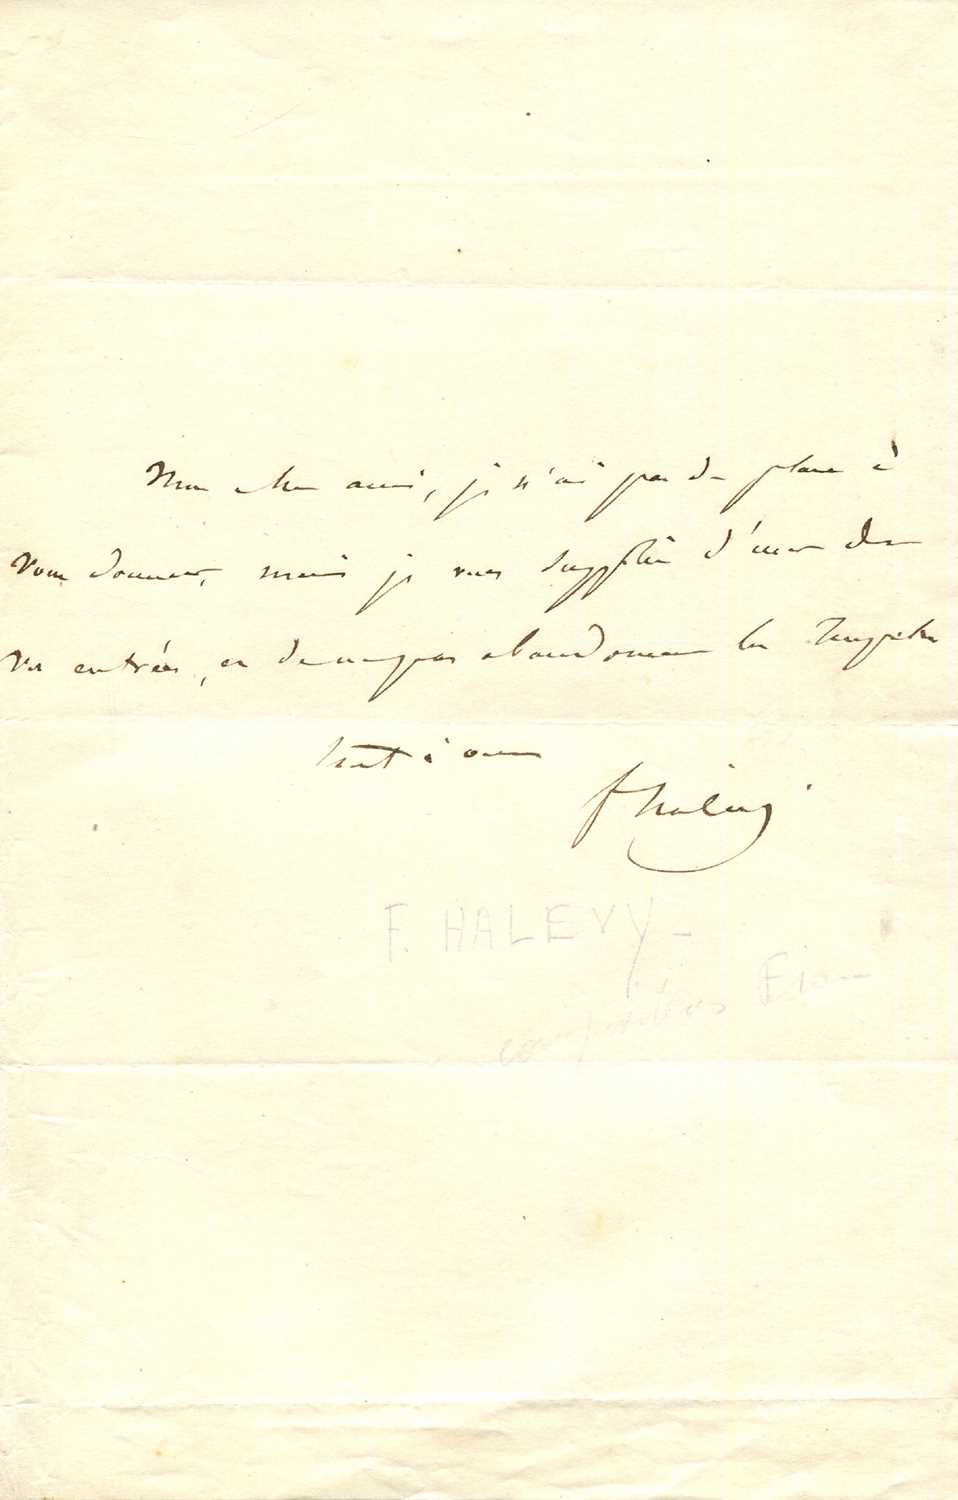 Mon cher ami, je n'ai pas de place à
vous donner, mais je vous supplie d'user de
vos entrées, et de ne pas abandonner la Tempête
tout à vous
F Halévy
F. HALEVY -
compositeur